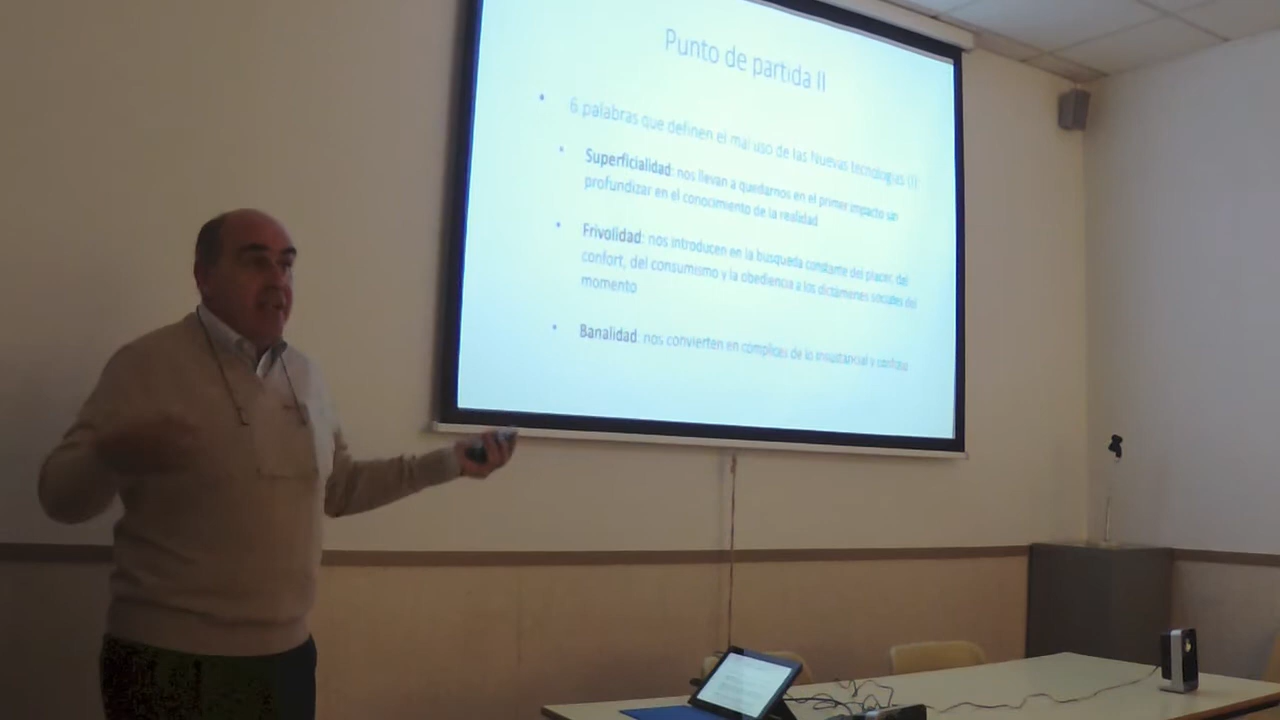 Punto de partida II
• 6 palabras que definen el mal uso de las Nuevas tecnologias (I)
• Superficialidad: nos llevan a quedarnos en el primer impacto sin
profundizar en el conocimiento de la realidad
• Frivolidad: nos introducen en la busqueda constante del placer, del
confort, del consumismo y la obediencia a los dictámenes sociales del
momento
• Banalidad: nos convierten en cómplices de lo insustancial y confuso